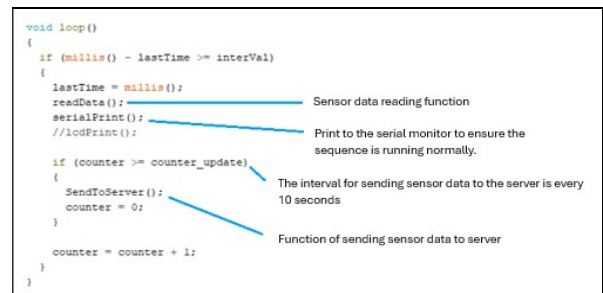 void loop()
{
if (millis() - lastTime >= interVal)
{
lastTime = millis();
readData();
serialPrint();
//lcdPrint();
if (counter >= counter_update)
{
SendToServer();
counter = 0;
}
counter = counter + 1;
}
}
Sensor data reading function
Print to the serial monitor to ensure the
sequence is running normally.
The interval for sending sensor data to the server is every
10 seconds
Function of sending sensor data to server